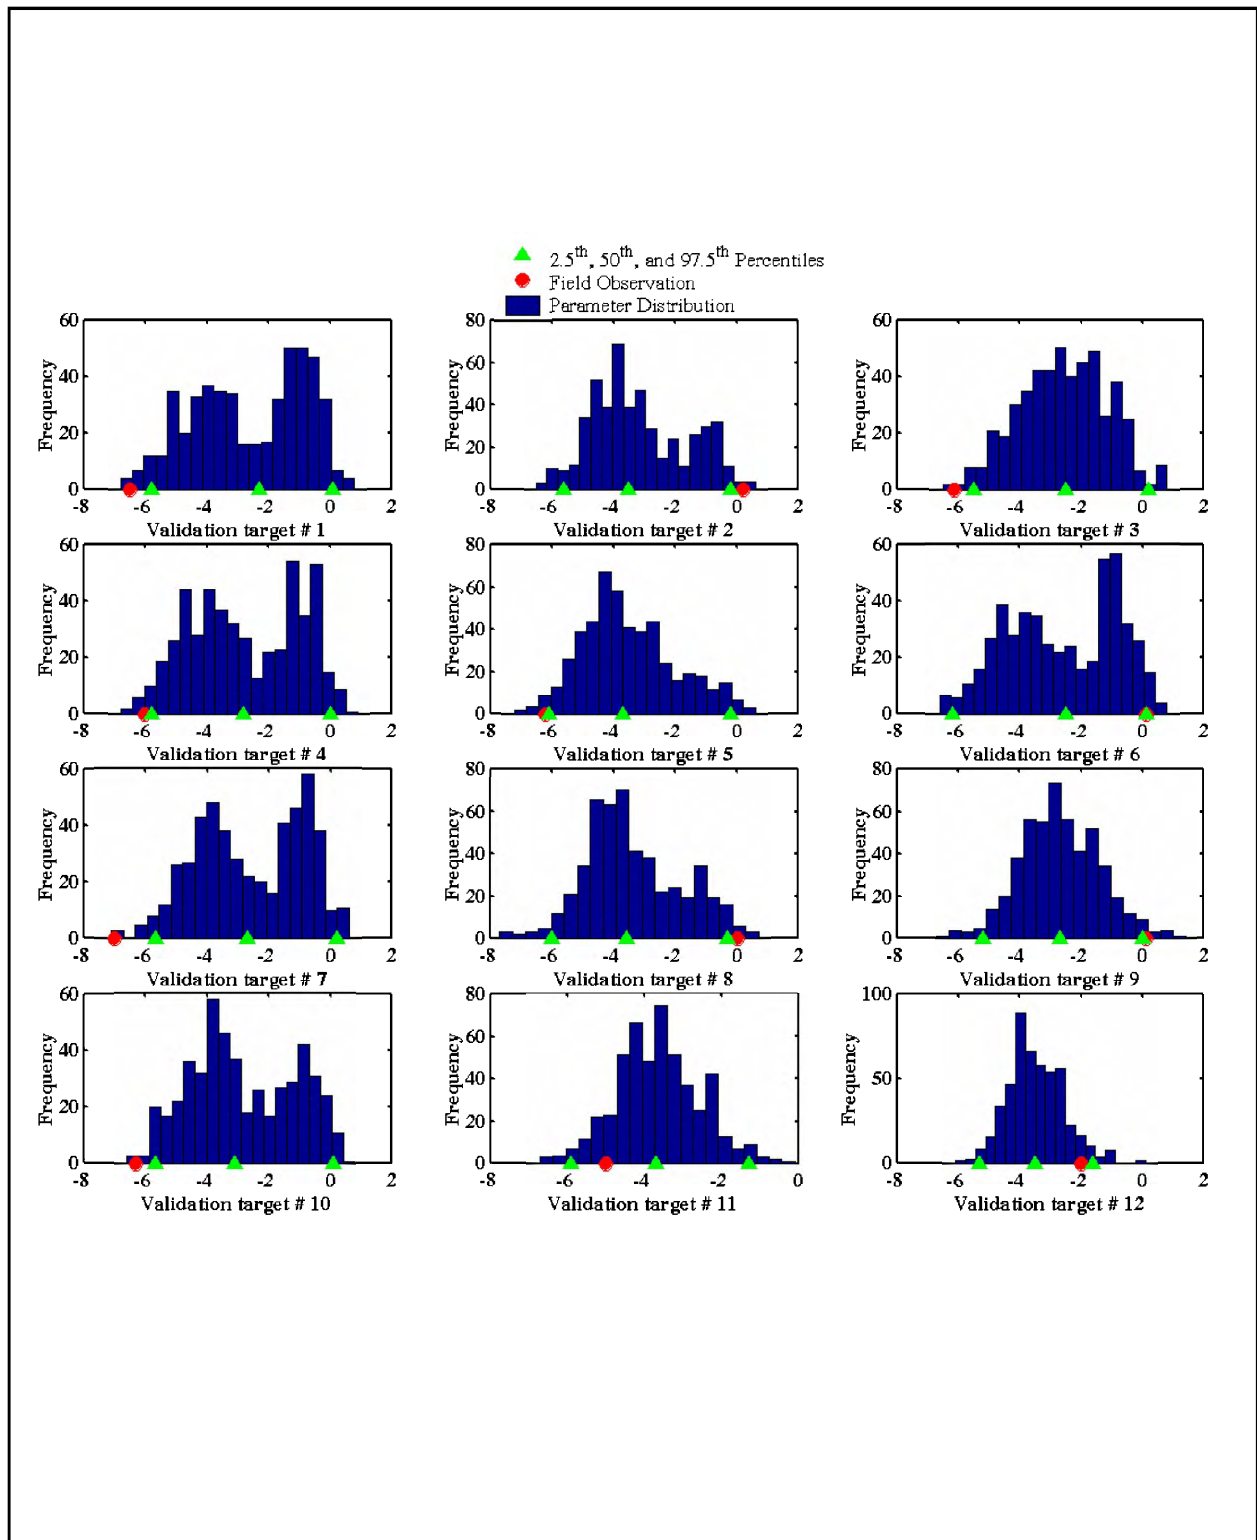 2.5th, 50th, and 97.5th Percentiles
Field Observation
Parameter Distribution
60
40
20
0
Frequency
-8 -6 -4 -2 0 2
Validation target # 1
80
60
40
20
0
Frequency
-8 -6 -4 -2 0 2
Validation target # 2
60
40
20
0
Frequency
-8 -6 -4 -2 0 2
Validation target # 3
60
40
20
0
Frequency
-8 -6 -4 -2 0 2
Validation target # 4
80
60
40
20
0
Frequency
-8 -6 -4 -2 0 2
Validation target # 5
60
40
20
0
Frequency
-8 -6 -4 -2 0 2
Validation target # 6
60
40
20
0
Frequency
-8 -6 -4 -2 0 2
Validation target # 7
80
60
40
20
0
Frequency
-8 -6 -4 -2 0 2
Validation target # 8
80
60
40
20
0
Frequency
-8 -6 -4 -2 0 2
Validation target # 9
60
40
20
0
Frequency
-8 -6 -4 -2 0 2
Validation target # 10
80
60
40
20
0
Frequency
-8 -6 -4 -2 0
Validation target # 11
100
50
0
Frequency
-8 -6 -4 -2 0 2
Validation target # 12